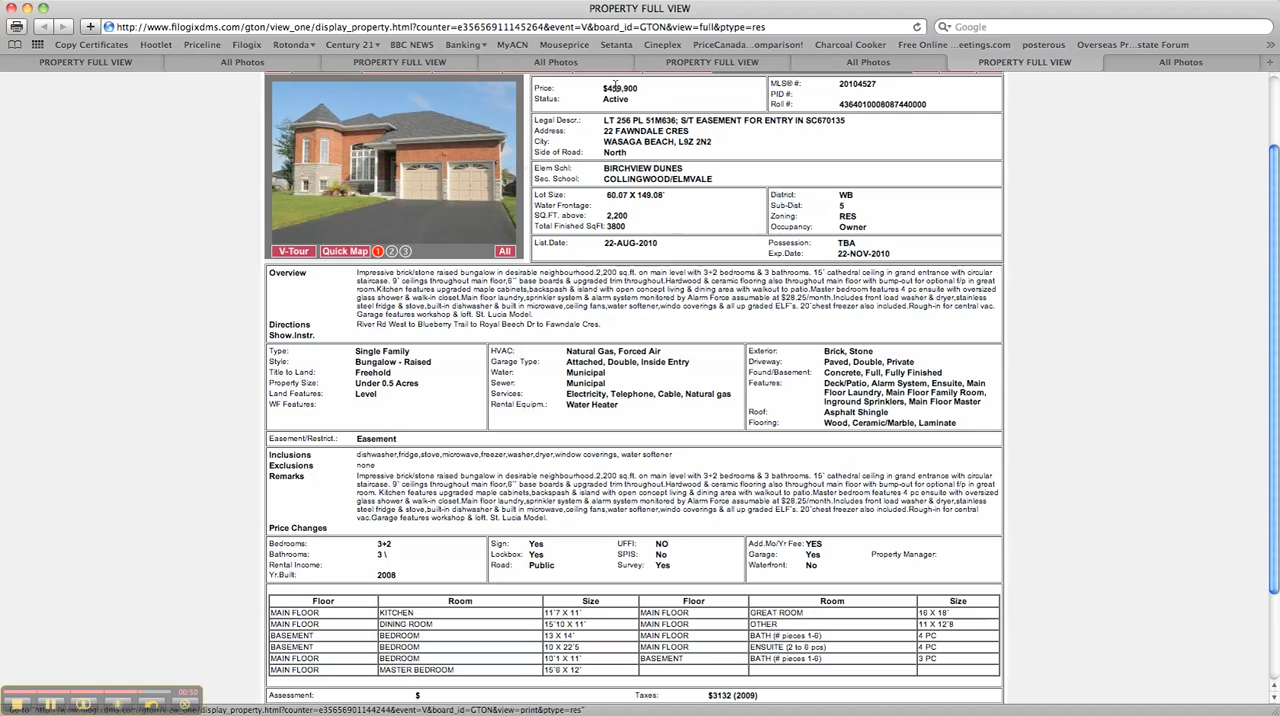 PROPERTY FULL VIEW
http://www.filogixdms.com/gton/view_one/display_property.html?counter=e35656911145264&event=V&board_id=GTON&view=full&ptype=res
Google
Copy Certificates Hotlet Priceline Filogix Rotonda Century 21 BBC NEWS Banking MyACN Mouseprice Setanta Cineplex PriceCanada...omparison! Charcoal Cooker Free Online ...eetings.com posterous Overseas Pr...state Forum
PROPERTY FULL VIEW All Photos PROPERTY FULL VIEW All Photos PROPERTY FULL VIEW All Photos PROPERTY FULL VIEW All Photos
Price: ,900 MLS® #: 20104527
Status: Active PID #:
Roll #: 4364010008087440000
Legal Descr.: LT 256 PL 51M636; S/T EASEMENT FOR ENTRY IN SC670135
Address: 22 FAWNDALE CRES
City: WASAGA BEACH, L9Z 2N2
Side of Road: North
Elem Schl: BIRCHVIEW DUNES
Sec. School: COLLINGWOOD/ELMVALE
Lot Size: 60.07 X 149.08` District: WB
Water Frontage: Sub-Dist: 5
SQ.FT. above: 2,200 Zoning: RES
Total Finished SqFt: 3800 Occupancy: Owner
List.Date: 22-AUG-2010 Possession: TBA
Exp.Date: 22-NOV-2010
V-Tour Quick Map 1 2 3 All
Overview Impressive brick/stone raised bungalow in desirable neighbourhood.2,200 sq.ft. on main level with 3+2 bedrooms & 3 bathrooms. 15` cathedral ceiling in grand entrance with circular
staircase. 9` ceilings throughout main floor,6`` base boards & upgraded trim throughout.Hardwood & ceramic flooring also throughout main floor with bump-out for optional f/p in great
room.Kitchen features upgraded maple cabinets,backspash & island with open concept living & dining area with walkout to patio.Master bedroom features 4 pc ensuite with oversized
glass shower & walk-in closet.Main floor laundry,sprinkler system & alarm system monitored by Alarm Force assumable at $28.25/month.Includes front load washer & dryer,stainless
steel fridge & stove,built-in dishwasher & built in microwave,ceiling fans,water softener,windo coverings & all up graded ELF's. 20`chest freezer also included.Rough-in for central vac.
Garage features workshop & loft. St. Lucia Model.
Directions River Rd West to Blueberry Trail to Royal Beech Dr to Fawndale Cres.
Show.Instr.
Type: Single Family HVAC: Natural Gas, Forced Air Exterior: Brick, Stone
Style: Bungalow - Raised Garage Type: Attached, Double, Inside Entry Driveway: Paved, Double, Private
Title to Land: Freehold Water: Municipal Found/Basement: Concrete, Full, Fully Finished
Property Size: Under 0.5 Acres Sewer: Municipal Features: Deck/Patio, Alarm System, Ensuite, Main
Land Features: Level Services: Electricity, Telephone, Cable, Natural gas Floor Laundry, Main Floor Family Room,
WF Features: Rental Equipm.: Water Heater Inground Sprinklers, Main Floor Master
Roof: Asphalt Shingle
Flooring: Wood, Ceramic/Marble, Laminate
Easement/Restrict.: Easement
Inclusions dishwasher,fridge,stove,microwave,freezer,washer,dryer,window coverings, water softener
Exclusions none
Remarks Impressive brick/stone raised bungalow in desirable neighbourhood.2,200 sq.ft. on main level with 3+2 bedrooms & 3 bathrooms. 15` cathedral ceiling in grand entrance with circular
staircase. 9` ceilings throughout main floor,6`` base boards & upgraded trim throughout.Hardwood & ceramic flooring also throughout main floor with bump-out for optional f/p in great
room. Kitchen features upgraded maple cabinets,backspash & island with open concept living & dining area with walkout to patio.Master bedroom features 4 pc ensuite with oversized
glass shower & walk-in closet.Main floor laundry,sprinkler system & alarm system monitored by Alarm Force assumable at $28.25/month.Includes front load washer & dryer,stainless
steel fridge & stove,built-in dishwasher & built in microwave,ceiling fans,water softener,windo coverings & all up graded ELF's. 20`chest freezer also included.Rough-in for central
vac.Garage features workshop & loft. St. Lucia Model.
Price Changes
Bedrooms: 3+2 Sign: Yes UFFI: NO Add.Mo/Yr Fee: YES
Bathrooms: 3 \ Lockbox: Yes SPIS: No Garage: Yes Property Manager:
Rental Income: Road: Public Survey: Yes Waterfront: No
Yr.Built: 2008
Floor Room Size Floor Room Size
MAIN FLOOR KITCHEN 11`7 X 11` MAIN FLOOR GREAT ROOM 16 X 18`
MAIN FLOOR DINING ROOM 15`10 X 11` MAIN FLOOR OTHER 11 X 12`8
BASEMENT BEDROOM 13 X 14` MAIN FLOOR BATH (# pieces 1-6) 4 PC
BASEMENT BEDROOM 10 X 22`5 MAIN FLOOR ENSUITE (2 to 6 pcs) 4 PC
MAIN FLOOR BEDROOM 10`1 X 11` BASEMENT BATH (# pieces 1-6) 3 PC
MAIN FLOOR MASTER BEDROOM 15`6 X 12`
Assessment: $ Taxes: $3132 (2009)
00:50